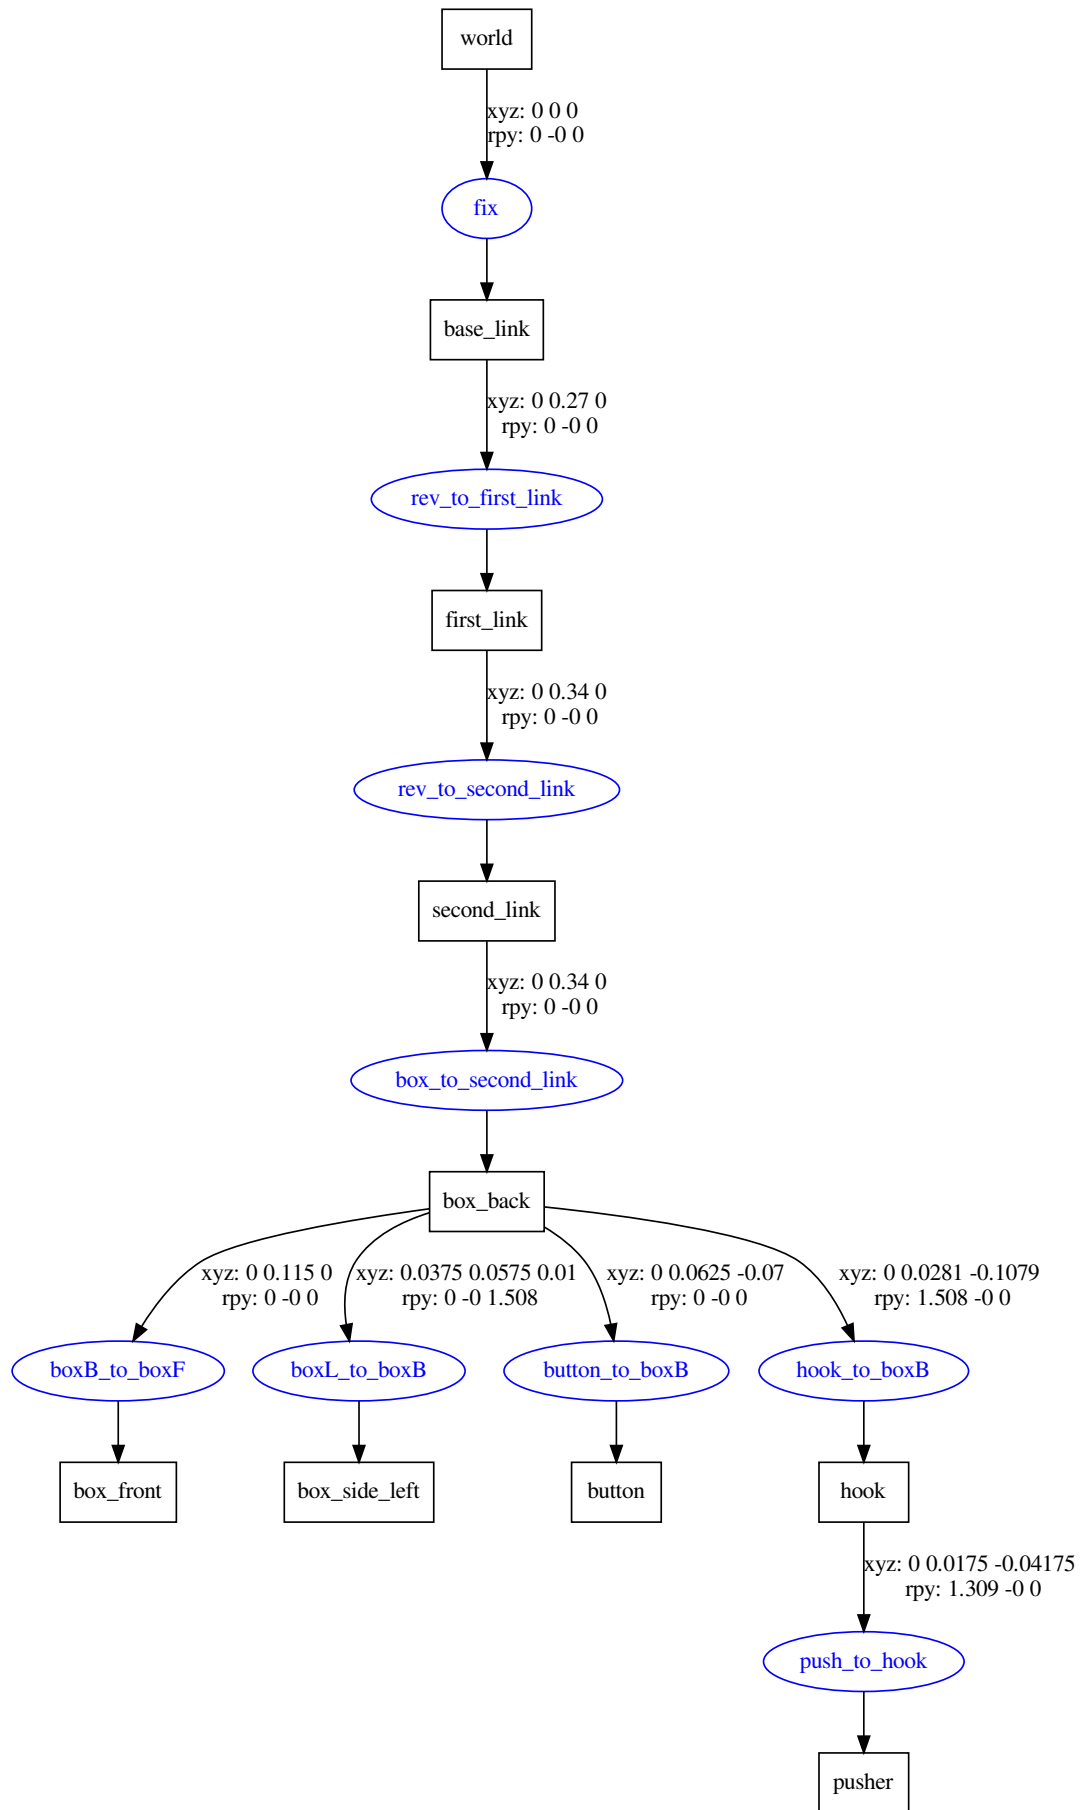 world
xyz: 0 0 0
rpy: 0 -0 0
fix
base_link
xyz: 0 0.27 0
rpy: 0 -0 0
rev_to_first_link
first_link
xyz: 0 0.34 0
rpy: 0 -0 0
rev_to_second_link
second_link
xyz: 0 0.34 0
rpy: 0 -0 0
box_to_second_link
box_back
xyz: 0 0.115 0
rpy: 0 -0 0
xyz: 0.0375 0.0575 0.01
rpy: 0 -0 1.508
xyz: 0 0.0625 -0.07
rpy: 0 -0 0
xyz: 0 0.0281 -0.1079
rpy: 1.508 -0 0
boxB_to_boxF
boxL_to_boxB
button_to_boxB
hook_to_boxB
box_front
box_side_left
button
hook
xyz: 0 0.0175 -0.04175
rpy: 1.309 -0 0
push_to_hook
pusher